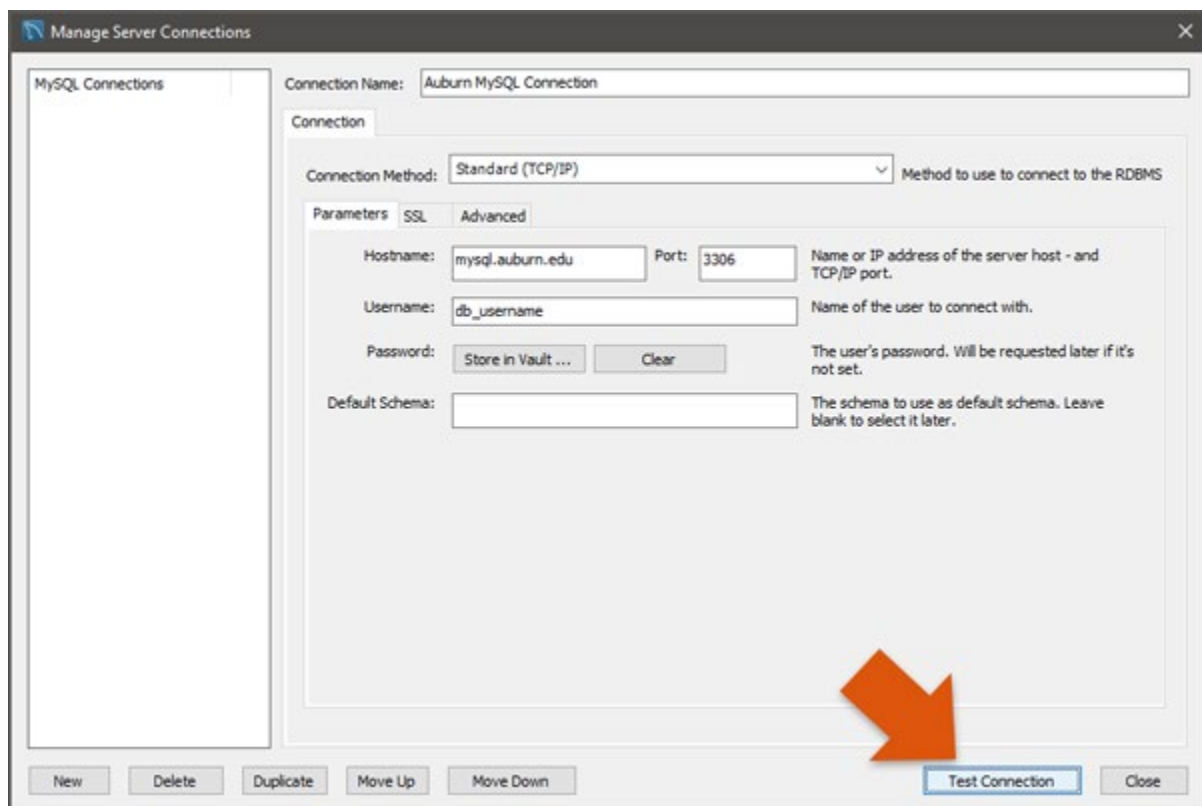 Manage Server Connections
MySQL Connections
Connection Name: Auburn MySQL Connection
Connection
Connection Method: Standard (TCP/IP) Method to use to connect to the RDBMS
Parameters SSL Advanced
Hostname: mysql.auburn.edu Port: 3306 Name or IP address of the server host - and
TCP/IP port.
Username: db_username Name of the user to connect with.
Password: Store in Vault ... Clear The user's password. Will be requested later if it's
not set.
Default Schema: The schema to use as default schema. Leave
blank to select it later.
New Delete Duplicate Move Up Move Down Test Connection Close